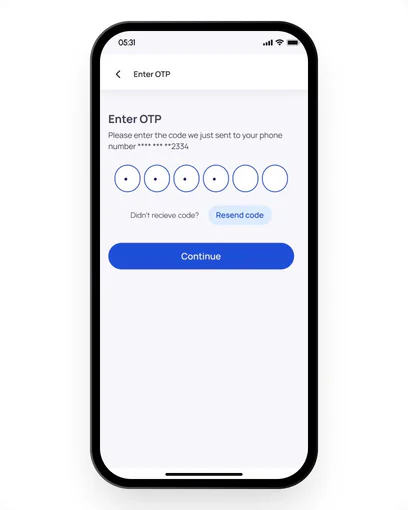 05:31
Enter OTP
Enter OTP
Please enter the code we just sent to your phone
number **** *** **2334
Didn't recieve code? Resend code
Continue